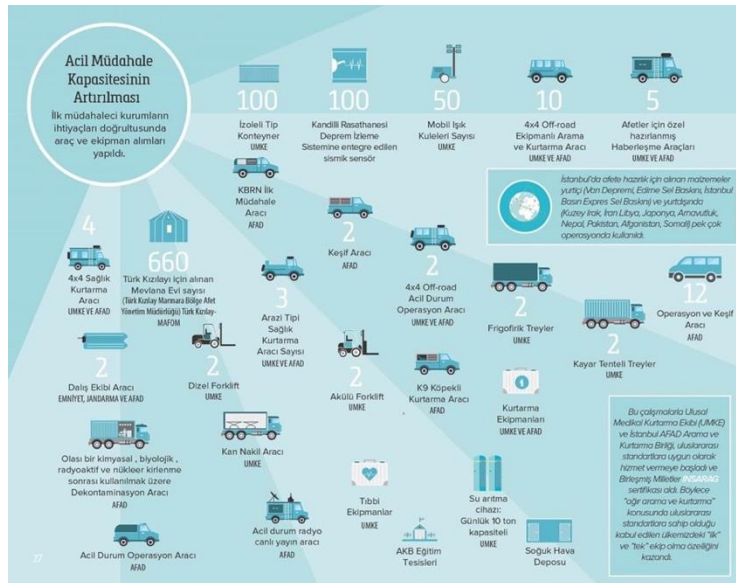 Acil Müdahale
Kapasitesinin
Artırılması
İlk müdahaleci kurumların
ihtiyaçları doğrultusunda
araç ve ekipman alımları
yapıldı.
100
İzoleli Tip
Konteyner
UMKE
100
Kandilli Rasathanesi
Deprem İzleme
Sistemine entegre edilen
sismik sensör
50
Mobil Işık
Kuleleri Sayısı
UMKE
10
4x4 Off-road
Ekipmanlı Arama
ve Kurtarma Aracı
UMKE VE AFAD
5
Afetler için özel
hazırlanmış
Haberleşme Araçları
UMKE VE AFAD
İstanbul'da afete hazırlık için alınan malzemeler
yurtiçi (Van Depremi, Edirne Sel Baskını, İstanbul
Basın Expres Sel Baskını) ve yurtdışında
(Kuzey Irak, İran Libya, Japonya, Arnavutluk,
Nepal, Pakistan, Afganistan, Somali) pek çok
operasyonda kullanıldı.
KBRN İlk
Müdahale
Aracı
AFAD
2
Keşif Aracı
AFAD
2
4x4 Off-road
Acil Durum
Operasyon Aracı
UMKE VE AFAD
2
Frigofirik Treyler
UMKE
2
Kayar Tenteli Treyler
UMKE
12
Operasyon ve Keşif
Aracı
AFAD
4
4x4 Sağlık
Kurtarma
Aracı
UMKE VE AFAD
660
Türk Kızılayı için alınan
Mevlana Evi sayısı
(Türk Kızılay Marmara Bölge Afet
Yönetim Müdürlüğü) Türk Kızılay-
MAFOM
3
Arazi Tipi
Sağlık
Kurtarma
Aracı Sayısı
UMKE VE AFAD
2
Dalış Ekibi Aracı
EMNİYET, JANDARMA VE AFAD
2
Dizel Forklift
UMKE
2
Akülü Forklift
UMKE
K9 Köpekli
Kurtarma Aracı
AFAD
Kurtarma
Ekipmanları
UMKE VE AFAD
Olası bir kimyasal , biyolojik ,
radyoaktif ve nükleer kirlenme
sonrası kullanılmak üzere
Dekontaminasyon Aracı
AFAD
Kan Nakil Aracı
UMKE
Tıbbi
Ekipmanlar
UMKE
Su arıtma
cihazı:
Günlük 10 ton
kapasiteli
UMKE
Bu çalışmalarla Ulusal
Medikal Kurtarma Ekibi (UMKE)
ve İstanbul AFAD Arama ve
Kurtarma Birliği, uluslararası
standartlara uygun olarak
hizmet vermeye başladı ve
Birleşmiş Milletler INSARAG
sertifikası aldı. Böylece
"ağır arama ve kurtarma"
konusunda uluslararası
standartlara sahip olduğu
kabul edilen ülkemizdeki "ilk"
ve "tek" ekip olma özelliğini
kazandı.
Acil Durum Operasyon Aracı
AFAD
Acil durum radyo
canlı yayın aracı
AFAD
AKB Eğitim
Tesisleri
Soğuk Hava
Deposu
27